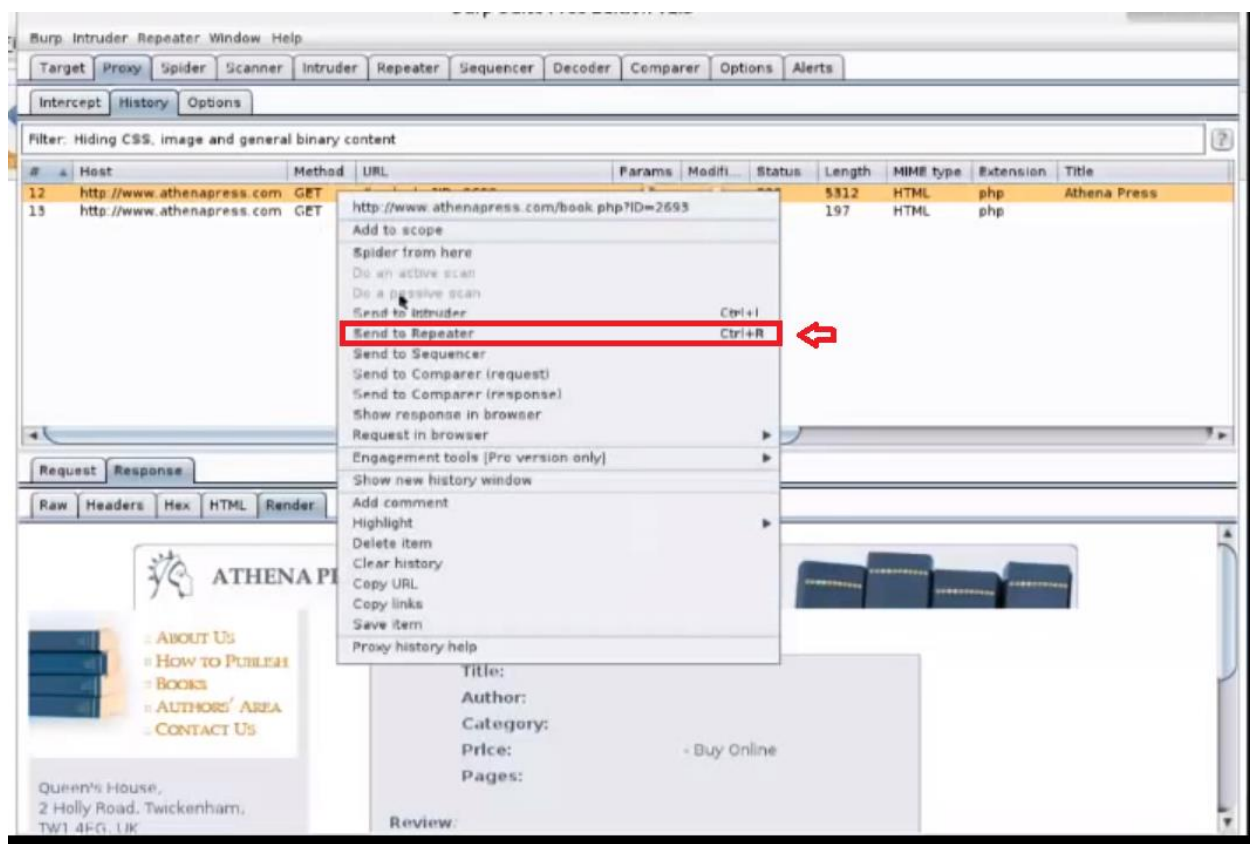 Burp Intruder Repeater Window Help
Target Proxy Spider Scanner Intruder Repeater Sequencer Decoder Comparer Options Alerts
Intercept History Options
Filter: Hiding CSS, image and general binary content ?
# Host Method URL Params Modifi... Status Length MIME type Extension Title
12 http://www.athenapress.com GET 5312 HTML php Athena Press
13 http://www.athenapress.com GET 197 HTML php
http://www.athenapress.com/book.php?ID=2693
Add to scope
Spider from here
Do an active scan
Do a passive scan
Send to Intruder Ctrl+I
Send to Repeater Ctrl+R
Send to Sequencer
Send to Comparer (request)
Send to Comparer (response)
Show response in browser
Request in browser
Engagement tools [Pro version only]
Show new history window
Add comment
Highlight
Delete item
Clear history
Copy URL
Copy links
Save item
Proxy history help
Request Response
Raw Headers Hex HTML Render
ATHENA
ABOUT US
HOW TO PUBLISH
BOOKS
AUTHORS' AREA
CONTACT US
Queen's House,
2 Holly Road, Twickenham,
TW1 4EG, UK
Title:
Author:
Category:
Price: - Buy Online
Pages:
Review: